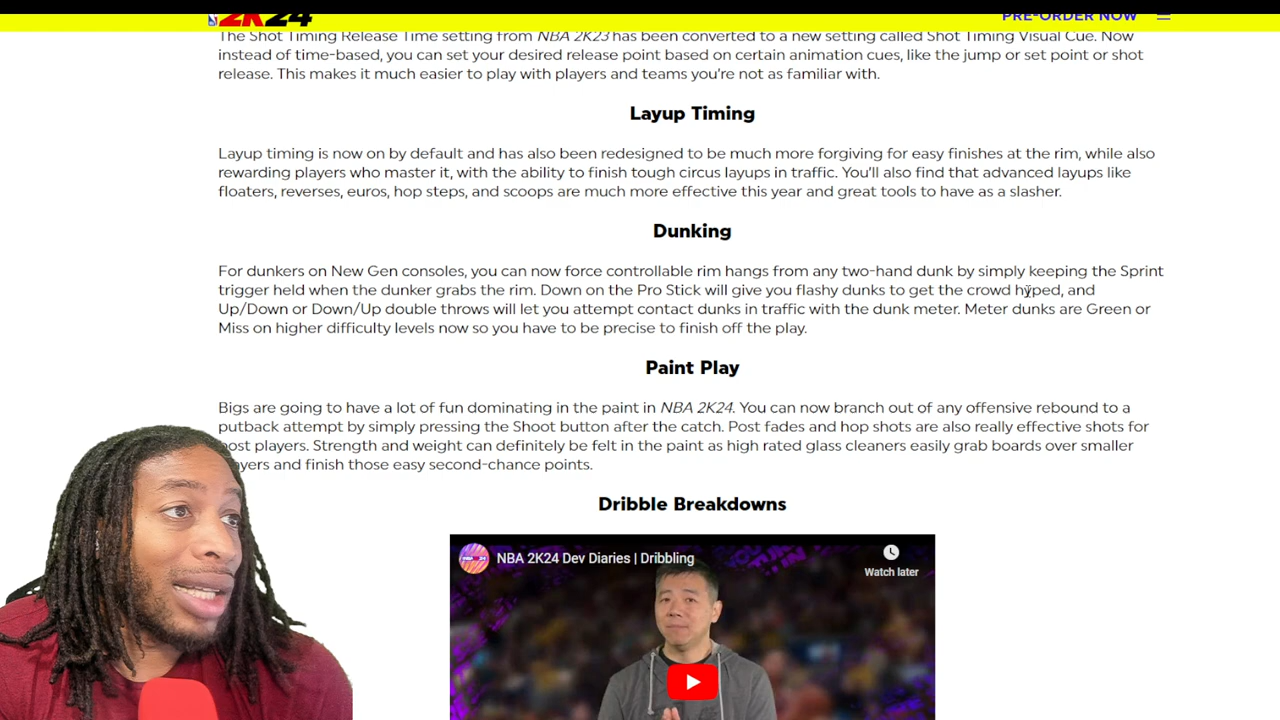 2K24
PRE-ORDER NOW
The Shot Timing Release Time setting from NBA 2K23 has been converted to a new setting called Shot Timing Visual Cue. Now
instead of time-based, you can set your desired release point based on certain animation cues, like the jump or set point or shot
release. This makes it much easier to play with players and teams you're not as familiar with.
Layup Timing
Layup timing is now on by default and has also been redesigned to be much more forgiving for easy finishes at the rim, while also
rewarding players who master it, with the ability to finish tough circus layups in traffic. You'll also find that advanced layups like
floaters, reverses, euros, hop steps, and scoops are much more effective this year and great tools to have as a slasher.
Dunking
For dunkers on New Gen consoles, you can now force controllable rim hangs from any two-hand dunk by simply keeping the Sprint
trigger held when the dunker grabs the rim. Down on the Pro Stick will give you flashy dunks to get the crowd hyped, and
Up/Down or Down/Up double throws will let you attempt contact dunks in traffic with the dunk meter. Meter dunks are Green or
Miss on higher difficulty levels now so you have to be precise to finish off the play.
Paint Play
Bigs are going to have a lot of fun dominating in the paint in NBA 2K24. You can now branch out of any offensive rebound to a
putback attempt by simply pressing the Shoot button after the catch. Post fades and hop shots are also really effective shots for
post players. Strength and weight can definitely be felt in the paint as high rated glass cleaners easily grab boards over smaller
ayers and finish those easy second-chance points.
Dribble Breakdowns
NBA 2K24 Dev Diaries | Dribbling
Watch later